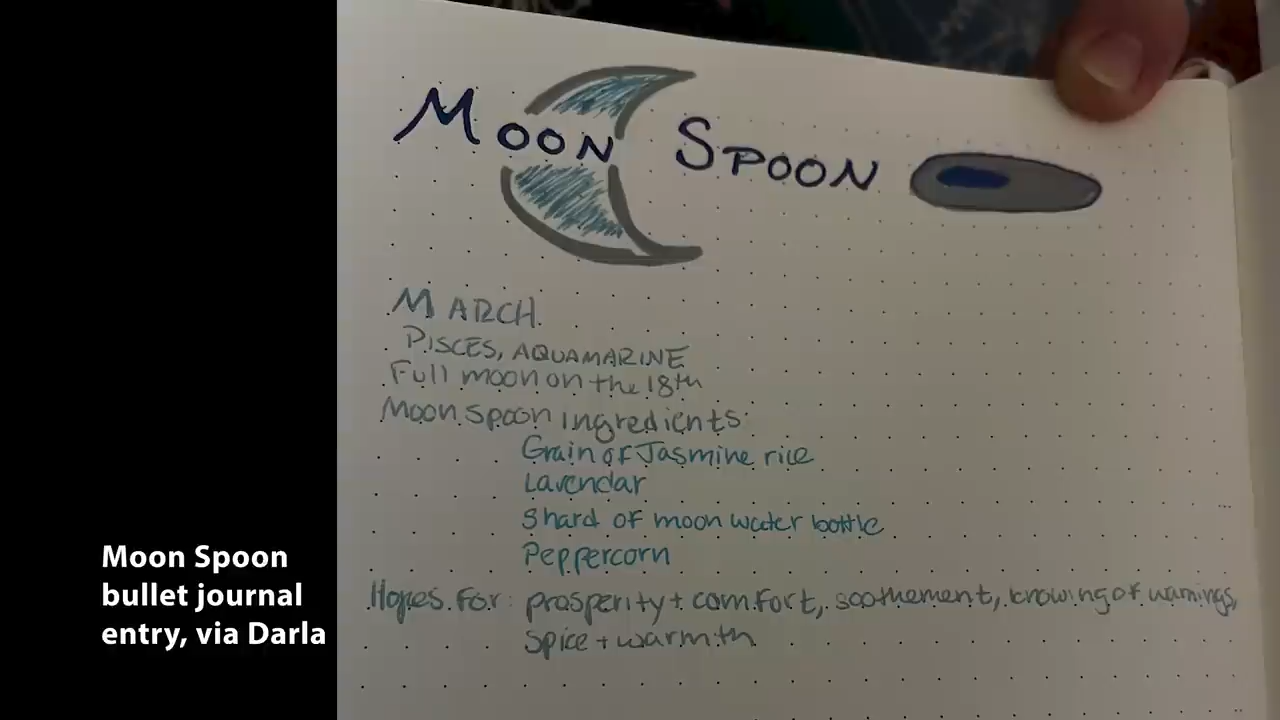 Moon Spoon
March
Pisces, Aquamarine
Full moon on the 18th
Moon spoon ingredients:
Grain of Jasmine rice
Lavendar
Shard of moon water bottle
Peppercorn
Hopes for: prosperity + comfort, soothement, knowing of warnings,
Spice + warmth
Moon Spoon
bullet journal
entry, via Darla